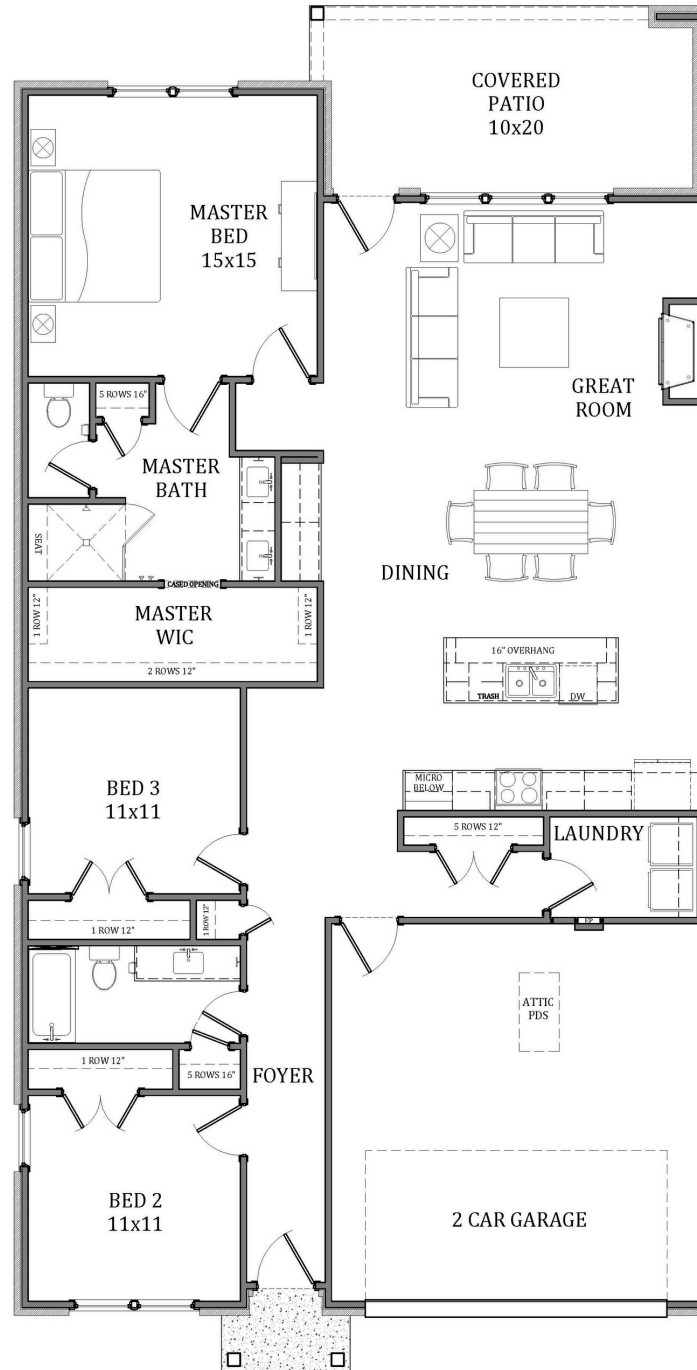 COVERED
PATIO
10x20
MASTER
BED
15x15
GREAT
ROOM
5 ROWS 16"
MASTER
BATH
SEAT
CASED OPENING
DINING
1 ROW 12"
MASTER
WIC
1 ROW 12"
2 ROWS 12"
16" OVERHANG
TRASH
DW
BED 3
11x11
MICRO
BELOW
5 ROWS 12"
LAUNDRY
1 ROW 12"
1 ROW 12"
EP
ATTIC
PDS
1 ROW 12"
5 ROWS 16"
FOYER
BED 2
11x11
2 CAR GARAGE